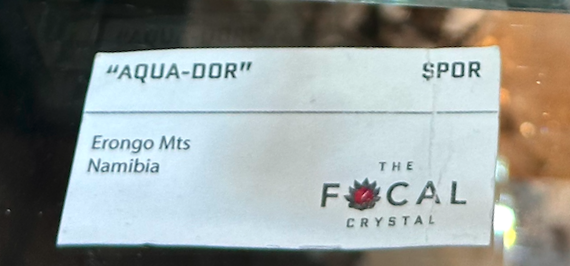 "AQUA-DOR" $POR
Erongo Mts
Namibia
THE
FOCAL
CRYSTAL